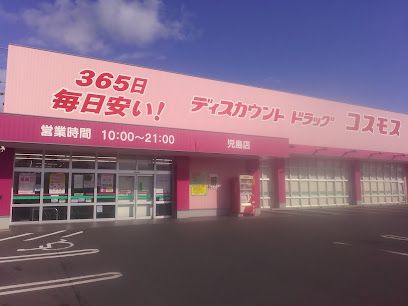 365日
毎日安い!
ディスカウント ドラッグ コスモス
営業時間 10:00〜21:00
児島店